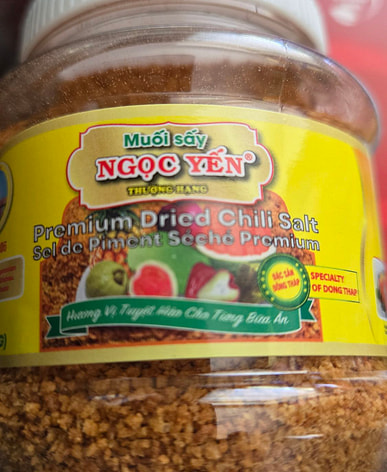 Muối sấy
NGỌC YẾN®
THƯỢNG HẠNG
Premium Dried Chili Salt
Sel de Piment Séché Premium
ĐẶC SẢN
ĐỒNG THÁP
SPECIALTY
OF DONG THAP
Hương Vị Tuyệt Hảo Cho Từng Bữa Ăn